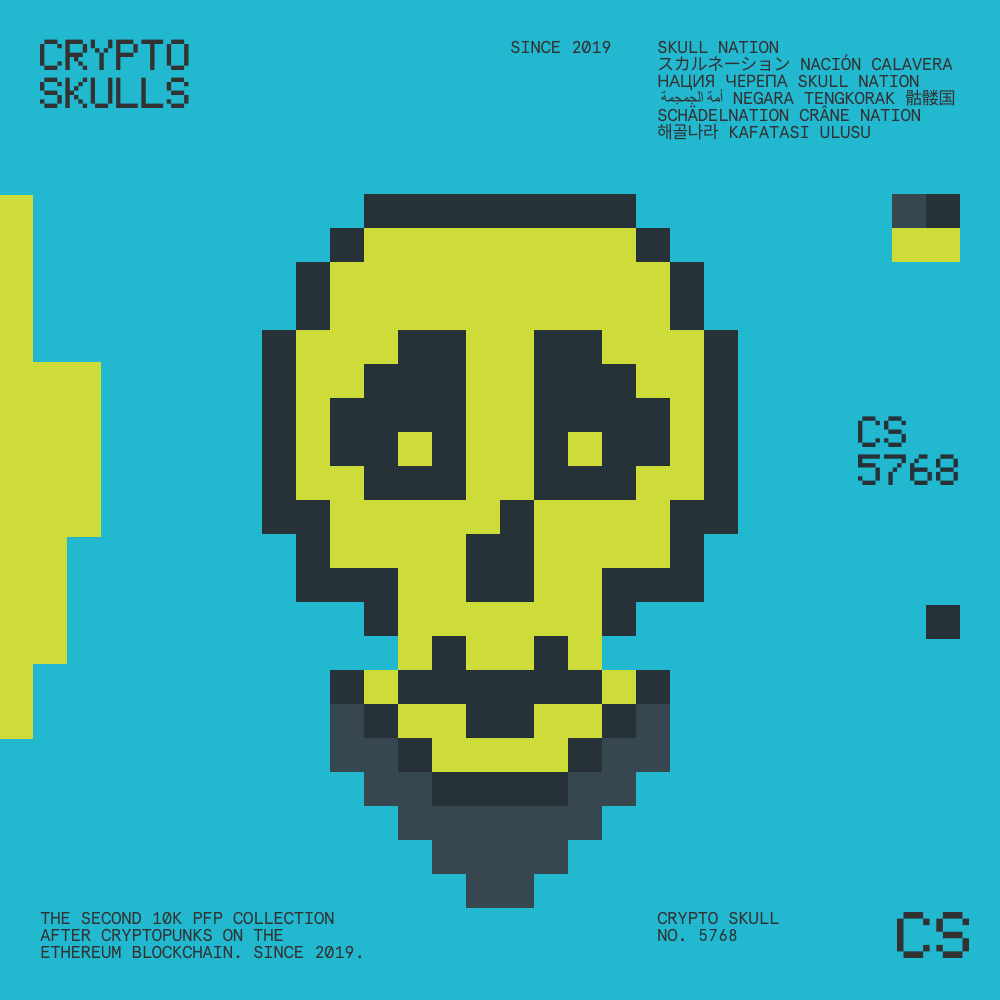 CRYPTO
SKULLS
SINCE 2019
SKULL NATION
スカルネーション NACIÓN CALAVERA
НАЦИЯ ЧЕРЕПА SKULL NATION
أمة الجمجمة NEGARA TENGKORAK 骷髅国
SCHÄDELNATION CRÂNE NATION
해골나라 KAFATASI ULUSU
CS
5768
THE SECOND 10K PFP COLLECTION
AFTER CRYPTOPUNKS ON THE
ETHEREUM BLOCKCHAIN. SINCE 2019.
CRYPTO SKULL
NO. 5768
CS